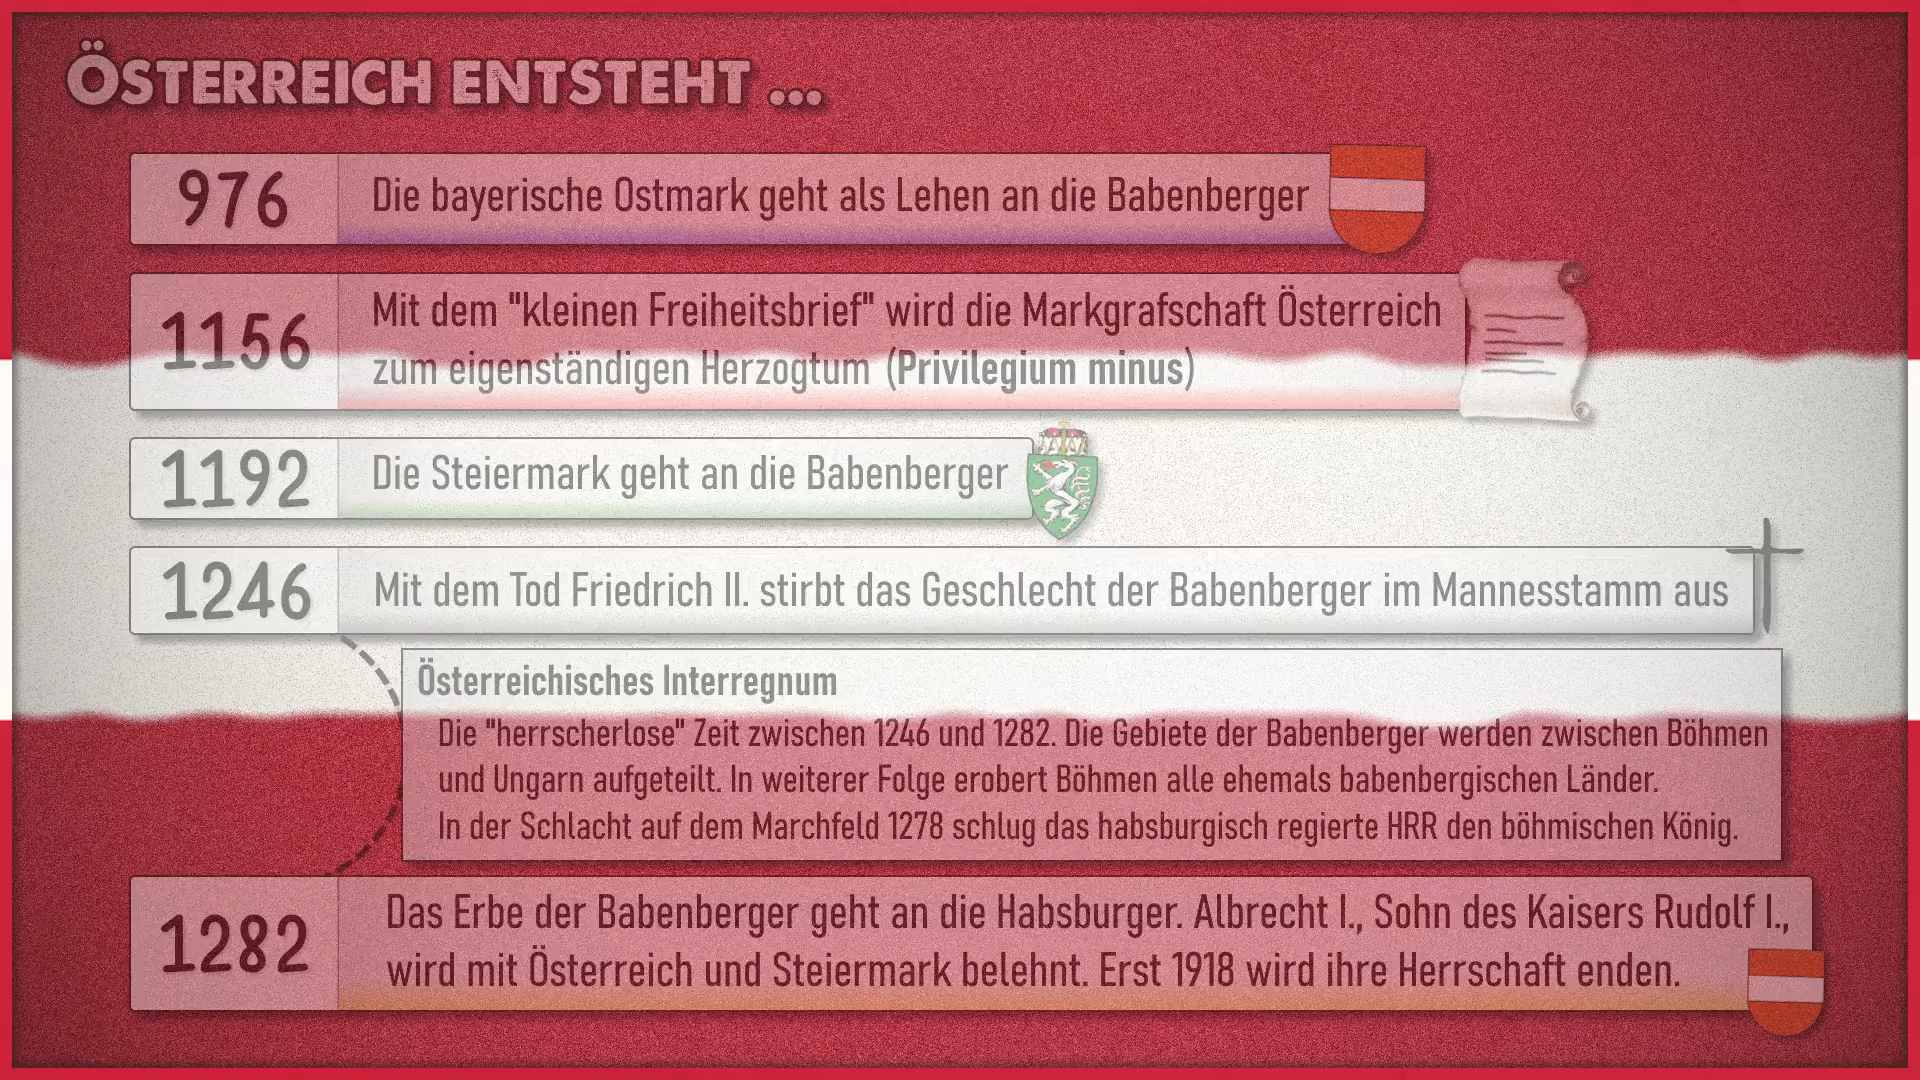 ÖSTERREICH ENTSTEHT ...
976
Die bayerische Ostmark geht als Lehen an die Babenberger
1156
Mit dem "kleinen Freiheitsbrief" wird die Markgrafschaft Österreich
zum eigenständigen Herzogtum (Privilegium minus)
1192
Die Steiermark geht an die Babenberger
1246
Mit dem Tod Friedrich II. stirbt das Geschlecht der Babenberger im Mannesstamm aus
Österreichisches Interregnum
Die "herrscherlose" Zeit zwischen 1246 und 1282. Die Gebiete der Babenberger werden zwischen Böhmen
und Ungarn aufgeteilt. In weiterer Folge erobert Böhmen alle ehemals babenbergischen Länder.
In der Schlacht auf dem Marchfeld 1278 schlug das habsburgisch regierte HRR den böhmischen König.
1282
Das Erbe der Babenberger geht an die Habsburger. Albrecht I., Sohn des Kaisers Rudolf I.,
wird mit Österreich und Steiermark belehnt. Erst 1918 wird ihre Herrschaft enden.